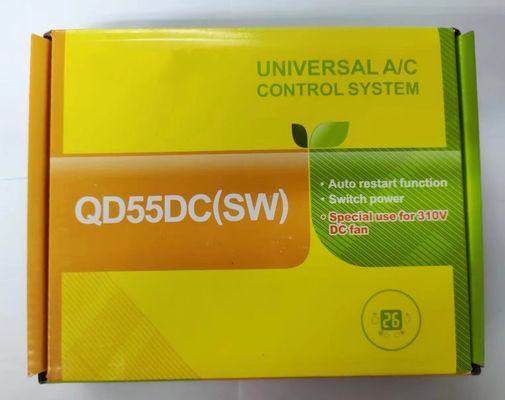 UNIVERSAL A/C
CONTROL SYSTEM
QD55DC(SW)
• Auto restart function
• Switch power
• Special use for 310V
DC fan
26